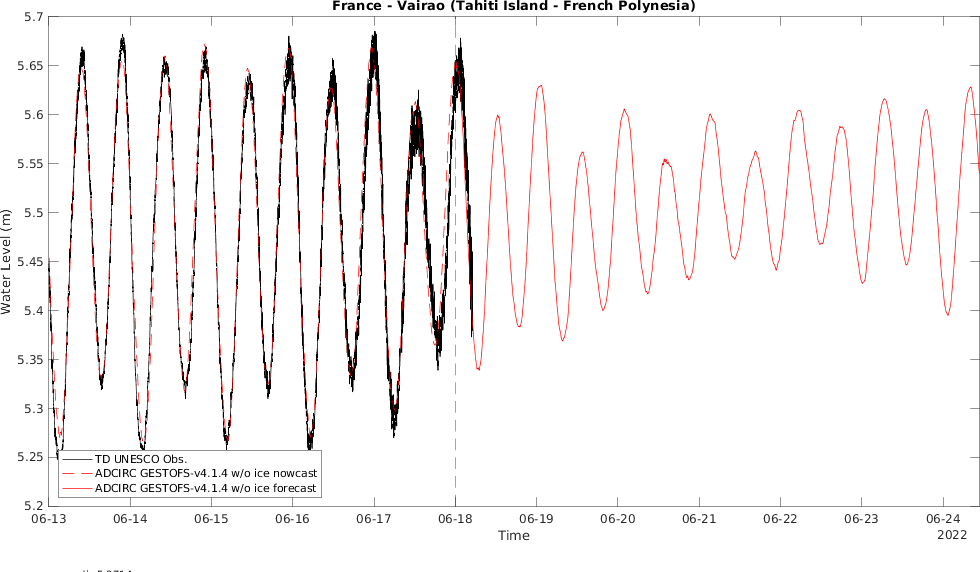 France - Vairao (Tahiti Island - French Polynesia)
5.7
5.65
5.6
5.55
5.5
5.45
5.4
5.35
5.3
5.25
5.2
Water Level (m)
TD UNESCO Obs.
ADCIRC GESTOFS-v4.1.4 w/o ice nowcast
ADCIRC GESTOFS-v4.1.4 w/o ice forecast
06-13 06-14 06-15 06-16 06-17 06-18 06-19 06-20 06-21 06-22 06-23 06-24
Time
2022